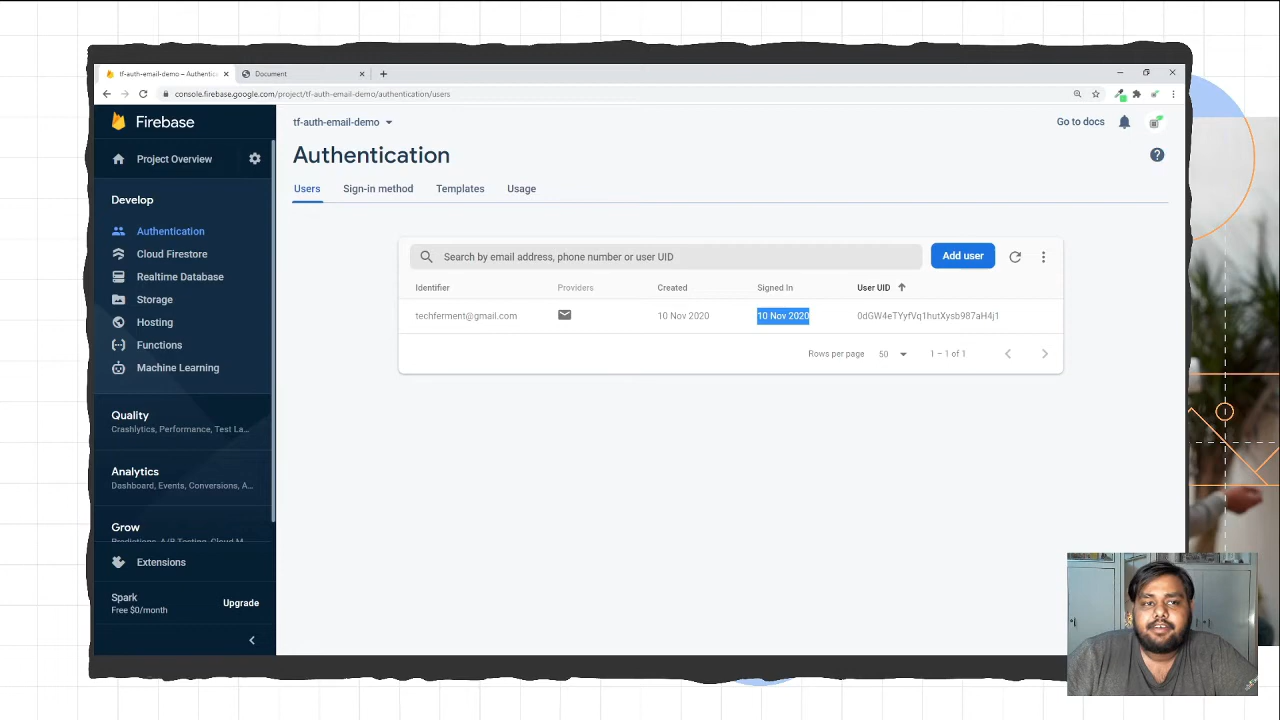 tf-auth-email-demo – Authentic
Document
console.firebase.google.com/project/tf-auth-email-demo/authentication/users
Firebase
tf-auth-email-demo
Go to docs
Project Overview
Authentication
Users
Sign-in method
Templates
Usage
Develop
Authentication
Cloud Firestore
Realtime Database
Storage
Hosting
Functions
Machine Learning
Search by email address, phone number or user UID
Add user
Identifier
Providers
Created
Signed In
User UID
techferment@gmail.com
10 Nov 2020
10 Nov 2020
0dGW4eTYyfVq1hutXysb987aH4j1
Rows per page
50
1 – 1 of 1
Quality
Crashlytics, Performance, Test La...
Analytics
Dashboard, Events, Conversions, A...
Grow
Predictions, A/B Testing, Cloud M...
Extensions
Spark
Free $0/month
Upgrade